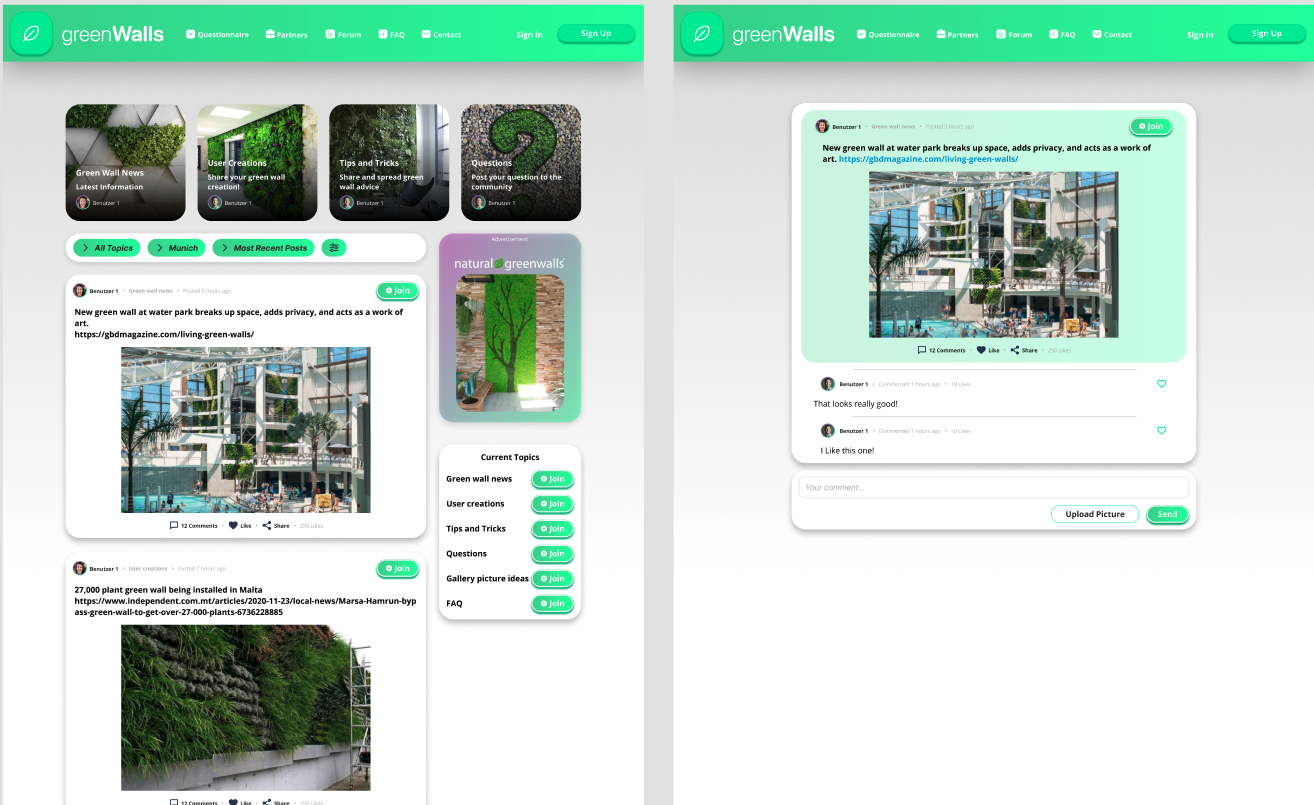 greenWalls
Questionnaire
Partners
Forum
FAQ
Contact
Sign In
Sign Up
Green Wall News
Latest Information
Benutzer 1
User Creations
Share your green wall
creation!
Benutzer 1
Tips and Tricks
Share and spread green
wall advice
Benutzer 1
Questions
Post your question to the
community
Benutzer 1
All Topics
Munich
Most Recent Posts
Advertisement
natural greenwalls
Benutzer 1 • Green wall news • Posted 5 hours ago
Join
New green wall at water park breaks up space, adds privacy, and acts as a work of
art.
https://gbdmagazine.com/living-green-walls/
12 Comments • Like • Share • 250 Likes
Current Topics
Green wall news Join
User creations Join
Tips and Tricks Join
Questions Join
Gallery picture ideas Join
FAQ Join
Benutzer 1 • User creations • Posted 7 hours ago
Join
27,000 plant green wall being installed in Malta
https://www.independent.com.mt/articles/2020-11-23/local-news/Marsa-Hamrun-byp
ass-green-wall-to-get-over-27-000-plants-6736228885
12 Comments • Like • Share • 250 Likes
greenWalls
Questionnaire
Partners
Forum
FAQ
Contact
Sign In
Sign Up
Benutzer 1 • Green wall news • Posted 5 hours ago
Join
New green wall at water park breaks up space, adds privacy, and acts as a work of
art. https://gbdmagazine.com/living-green-walls/
12 Comments • Like • Share • 250 Likes
Benutzer 1 • Commented 1 hours ago • 10 Likes
That looks really good!
Benutzer 1 • Commented 1 hours ago • 10 Likes
I Like this one!
Your comment...
Upload Picture
Send